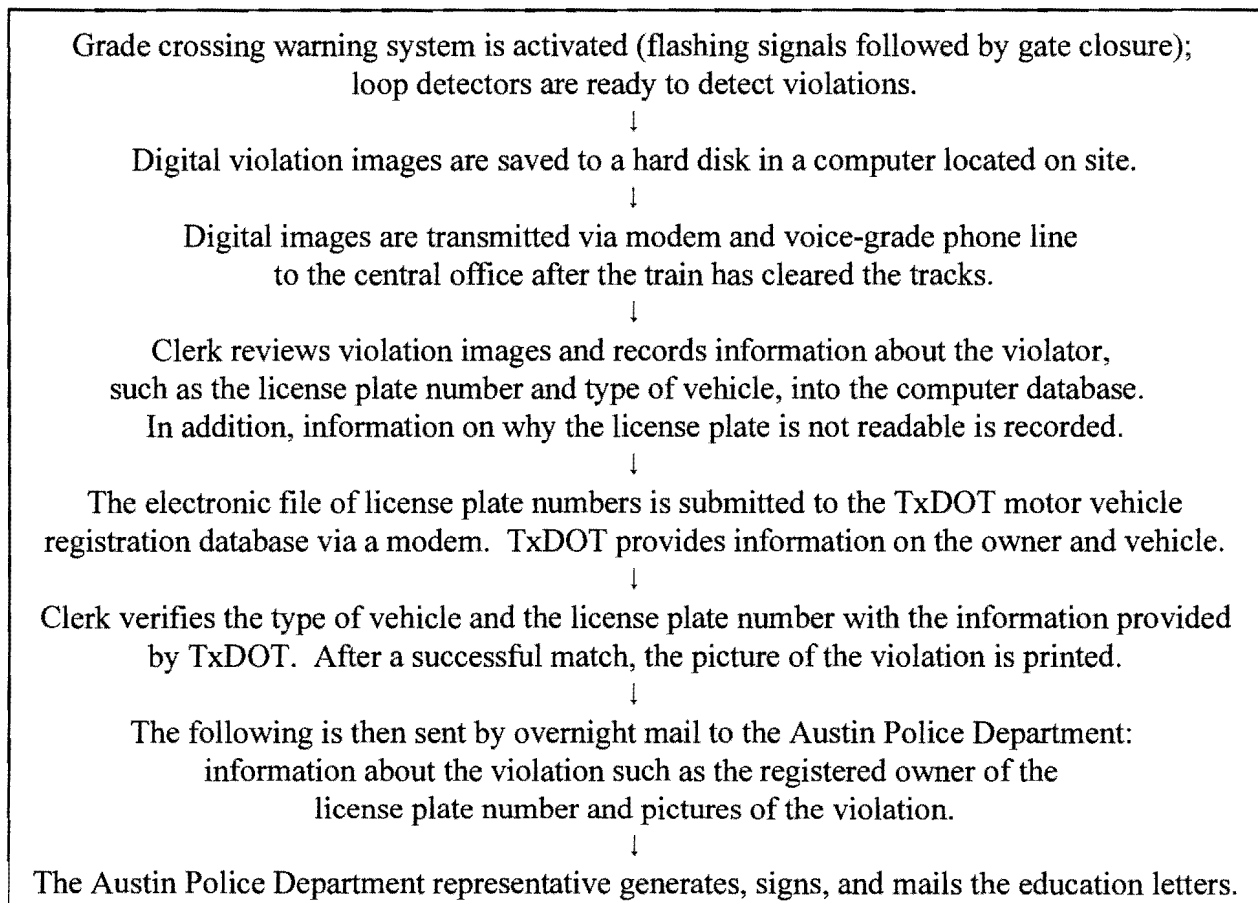 Grade crossing warning system is activated (flashing signals followed by gate closure);
loop detectors are ready to detect violations.
↓
Digital violation images are saved to a hard disk in a computer located on site.
↓
Digital images are transmitted via modem and voice-grade phone line
to the central office after the train has cleared the tracks.
↓
Clerk reviews violation images and records information about the violator,
such as the license plate number and type of vehicle, into the computer database.
In addition, information on why the license plate is not readable is recorded.
↓
The electronic file of license plate numbers is submitted to the TxDOT motor vehicle
registration database via a modem. TxDOT provides information on the owner and vehicle.
↓
Clerk verifies the type of vehicle and the license plate number with the information provided
by TxDOT. After a successful match, the picture of the violation is printed.
↓
The following is then sent by overnight mail to the Austin Police Department:
information about the violation such as the registered owner of the
license plate number and pictures of the violation.
↓
The Austin Police Department representative generates, signs, and mails the education letters.